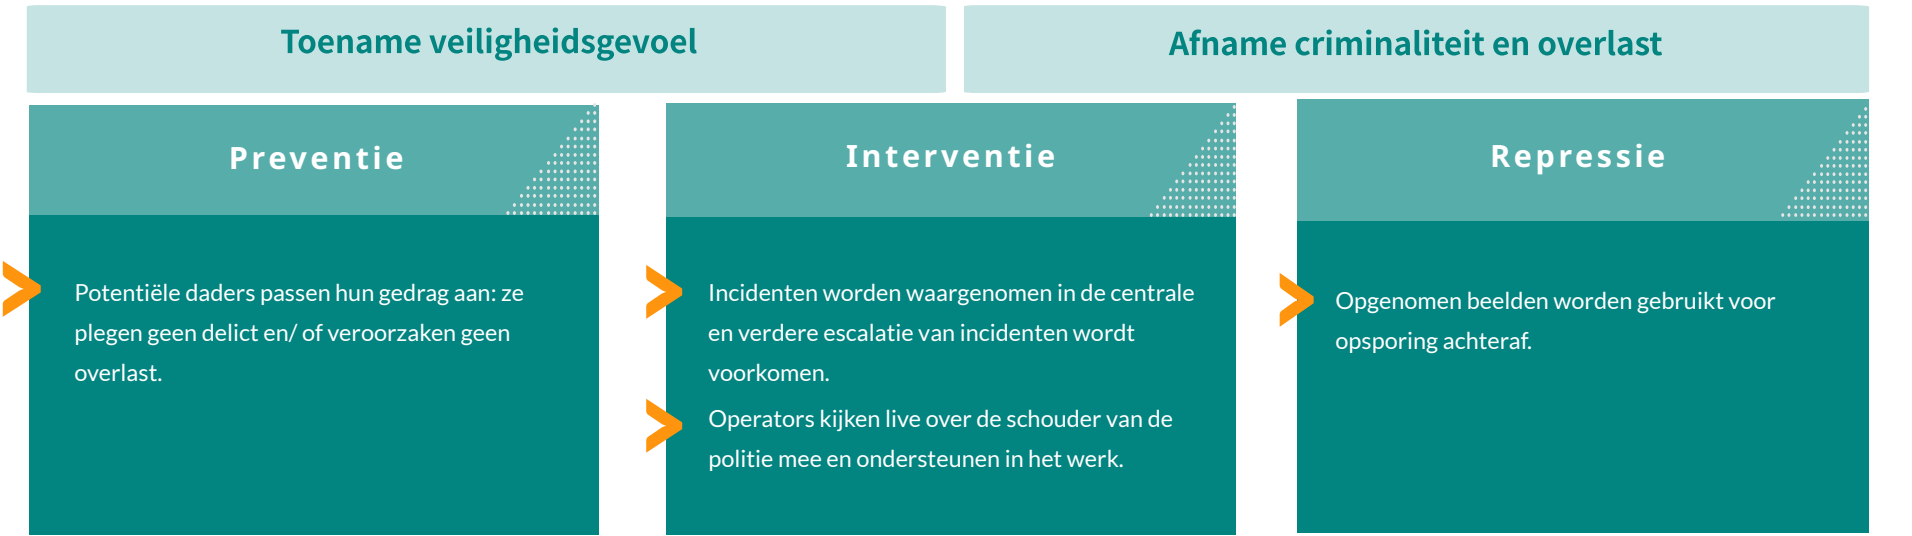 Toename veiligheidsgevoel
Afname criminaliteit en overlast
Preventie
Potentiële daders passen hun gedrag aan: ze
plegen geen delict en/ of veroorzaken geen
overlast.
Interventie
Incidenten worden waargenomen in de centrale
en verdere escalatie van incidenten wordt
voorkomen.
Operators kijken live over de schouder van de
politie mee en ondersteunen in het werk.
Repressie
Opgenomen beelden worden gebruikt voor
opsporing achteraf.